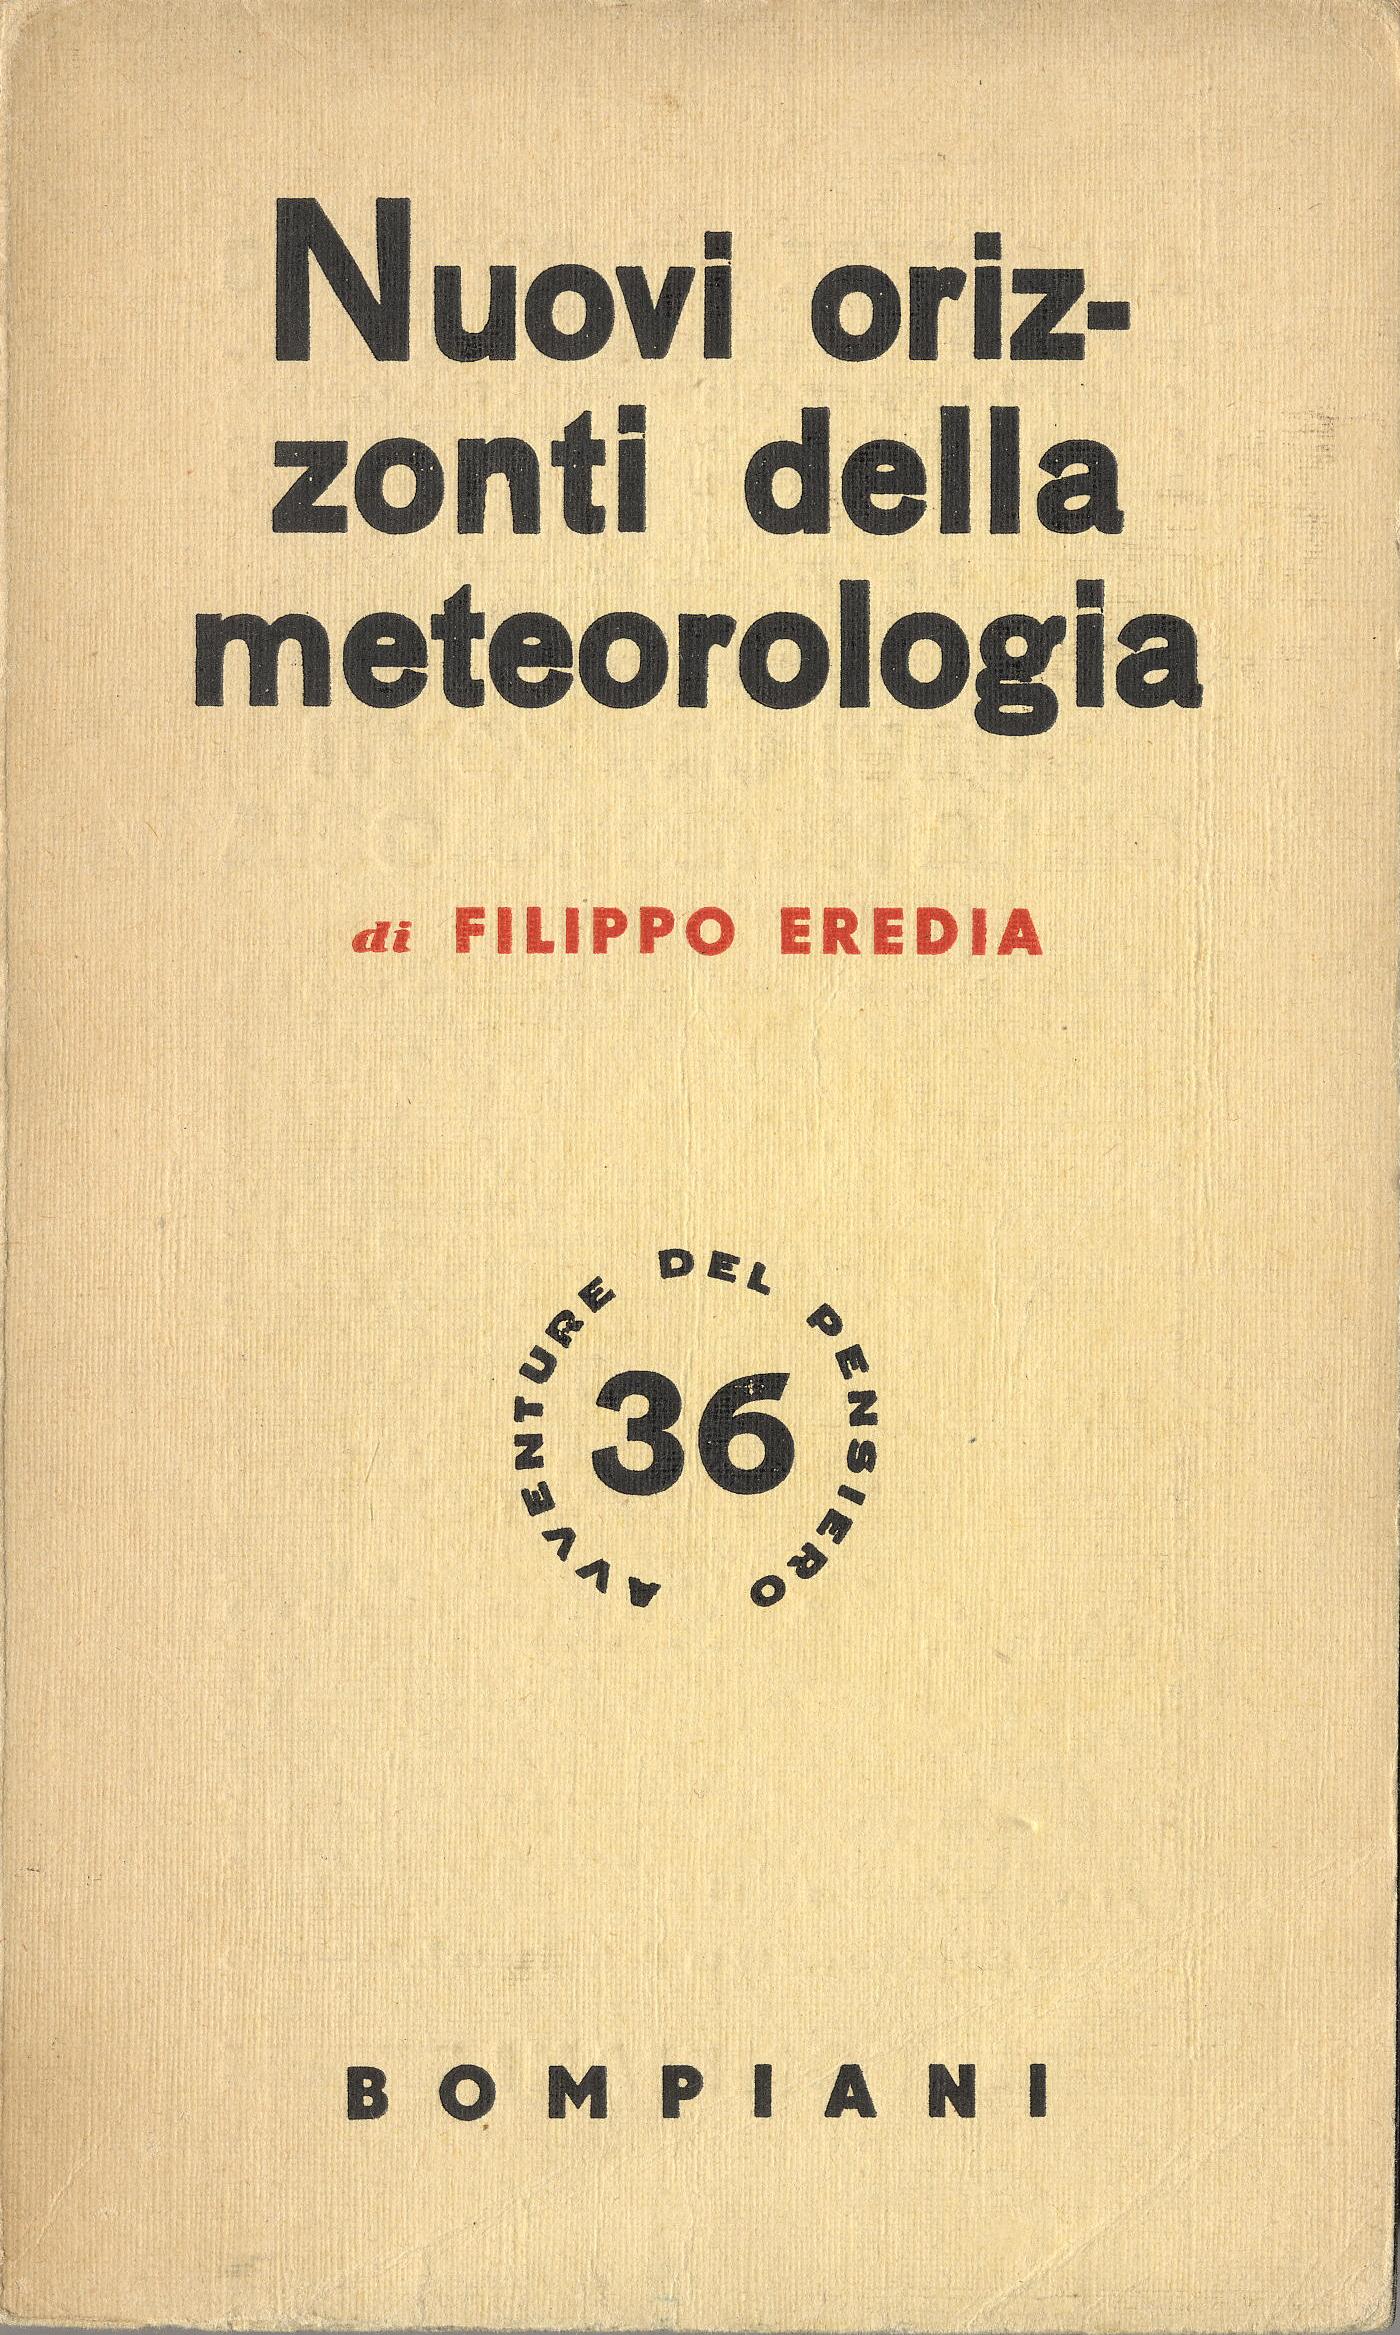 Nuovi oriz-
zonti della
meteorologia
di FILIPPO EREDIA
AVVENTURE DEL PENSIERO
36
BOMPIANI